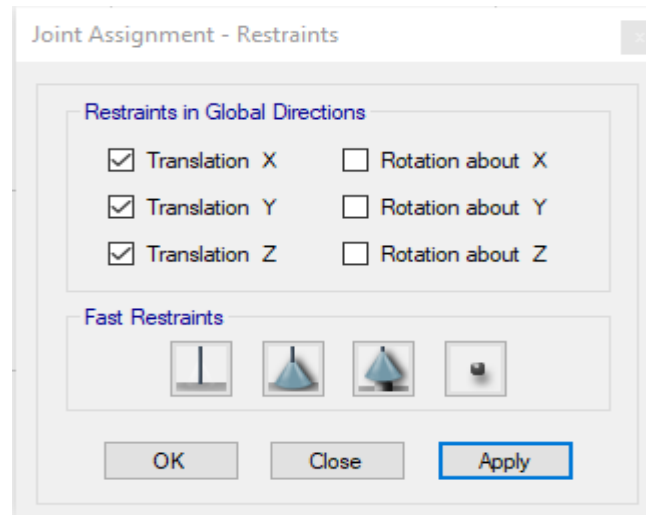 Joint Assignment - Restraints
Restraints in Global Directions
Translation X Rotation about X
Translation Y Rotation about Y
Translation Z Rotation about Z
Fast Restraints
OK Close Apply